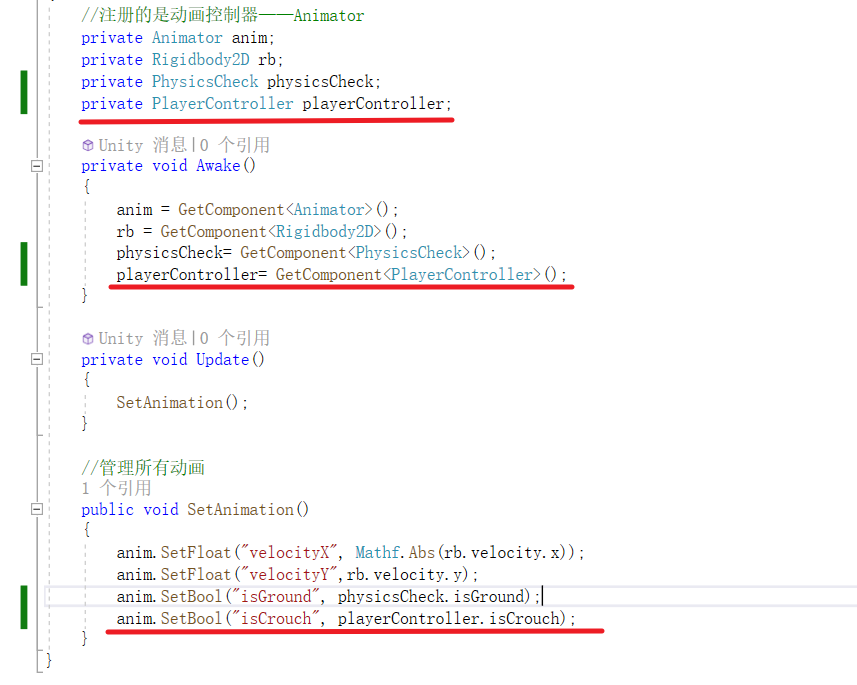 //注册的是动画控制器——Animator
private Animator anim;
private Rigidbody2D rb;
private PhysicsCheck physicsCheck;
private PlayerController playerController;
Unity 消息|0 个引用
private void Awake()
{
anim = GetComponent<Animator>();
rb = GetComponent<Rigidbody2D>();
physicsCheck= GetComponent<PhysicsCheck>();
playerController= GetComponent<PlayerController>();
}
Unity 消息|0 个引用
private void Update()
{
SetAnimation();
}
//管理所有动画
1 个引用
public void SetAnimation()
{
anim.SetFloat("velocityX", Mathf.Abs(rb.velocity.x));
anim.SetFloat("velocityY",rb.velocity.y);
anim.SetBool("isGround", physicsCheck.isGround);
anim.SetBool("isCrouch", playerController.isCrouch);
}
}